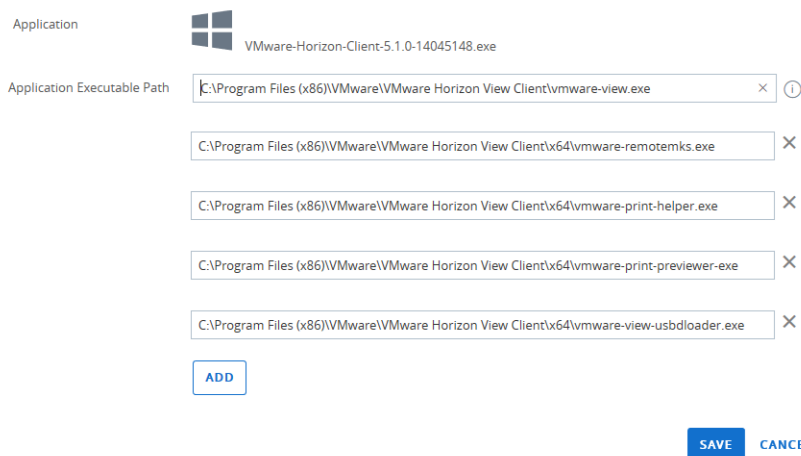 Application
VMware-Horizon-Client-5.1.0-14045148.exe
Application Executable Path
C:\Program Files (x86)\VMware\VMware Horizon View Client\vmware-view.exe
C:\Program Files (x86)\VMware\VMware Horizon View Client\x64\vmware-remotemks.exe
C:\Program Files (x86)\VMware\VMware Horizon View Client\x64\vmware-print-helper.exe
C:\Program Files (x86)\VMware\VMware Horizon View Client\x64\vmware-print-previewer-exe
C:\Program Files (x86)\VMware\VMware Horizon View Client\x64\vmware-view-usbdloader.exe
ADD
SAVE
CANCE